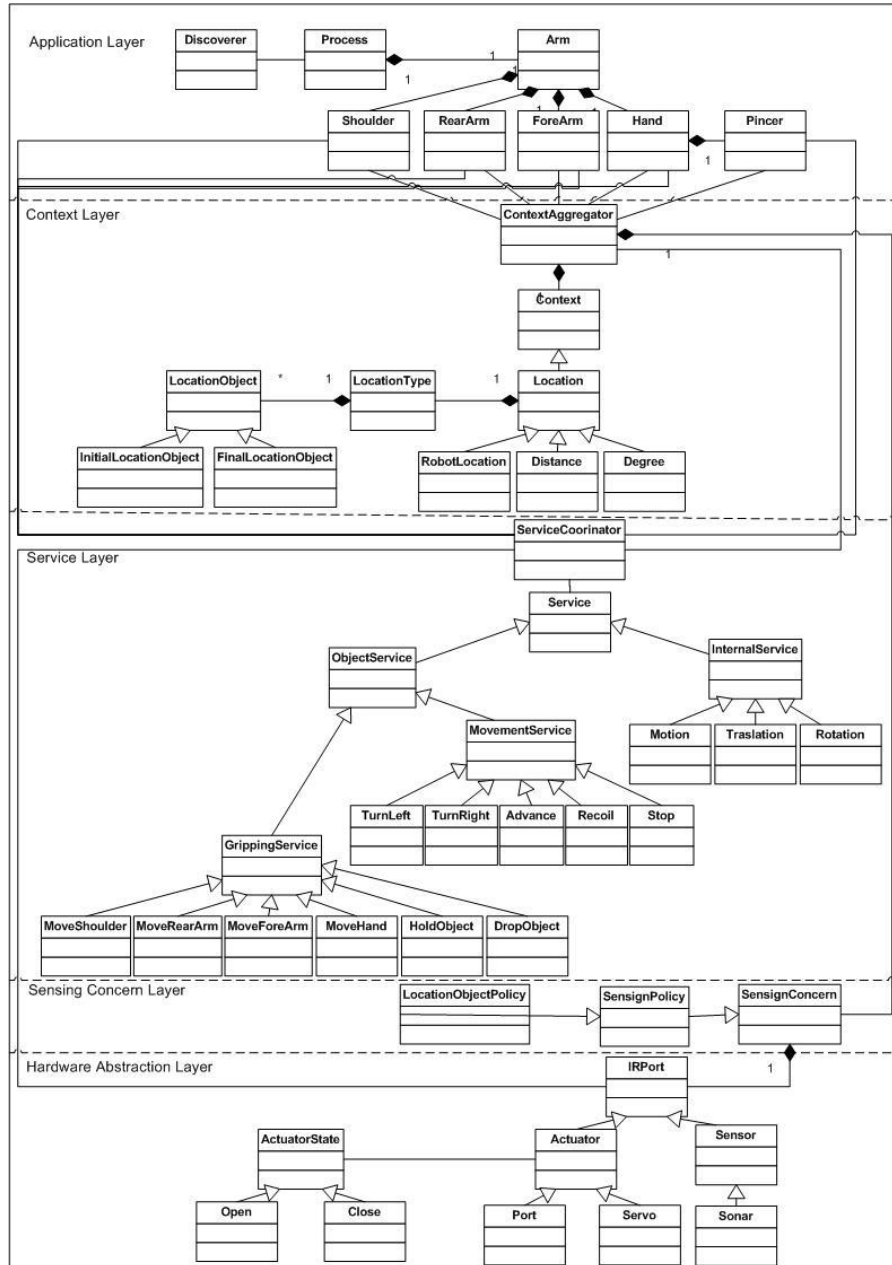 Application Layer
Discoverer
Process
Arm
1
1
1
1
1
Shoulder
RearArm
ForeArm
Hand
Pincer
1
Context Layer
ContextAggregator
1
Context
LocationObject
*
1
LocationType
1
Location
InitialLocationObject
FinalLocationObject
RobotLocation
Distance
Degree
ServiceCoorinator
Service Layer
Service
ObjectService
InternalService
MovementService
Motion
Traslation
Rotation
TurnLeft
TurnRight
Advance
Recoil
Stop
GrippingService
MoveShoulder
MoveRearArm
MoveForeArm
MoveHand
HoldObject
DropObject
Sensing Concern Layer
LocationObjectPolicy
SensignPolicy
SensignConcern
Hardware Abstraction Layer
1
IRPort
ActuatorState
Actuator
Sensor
Open
Close
Port
Servo
Sonar